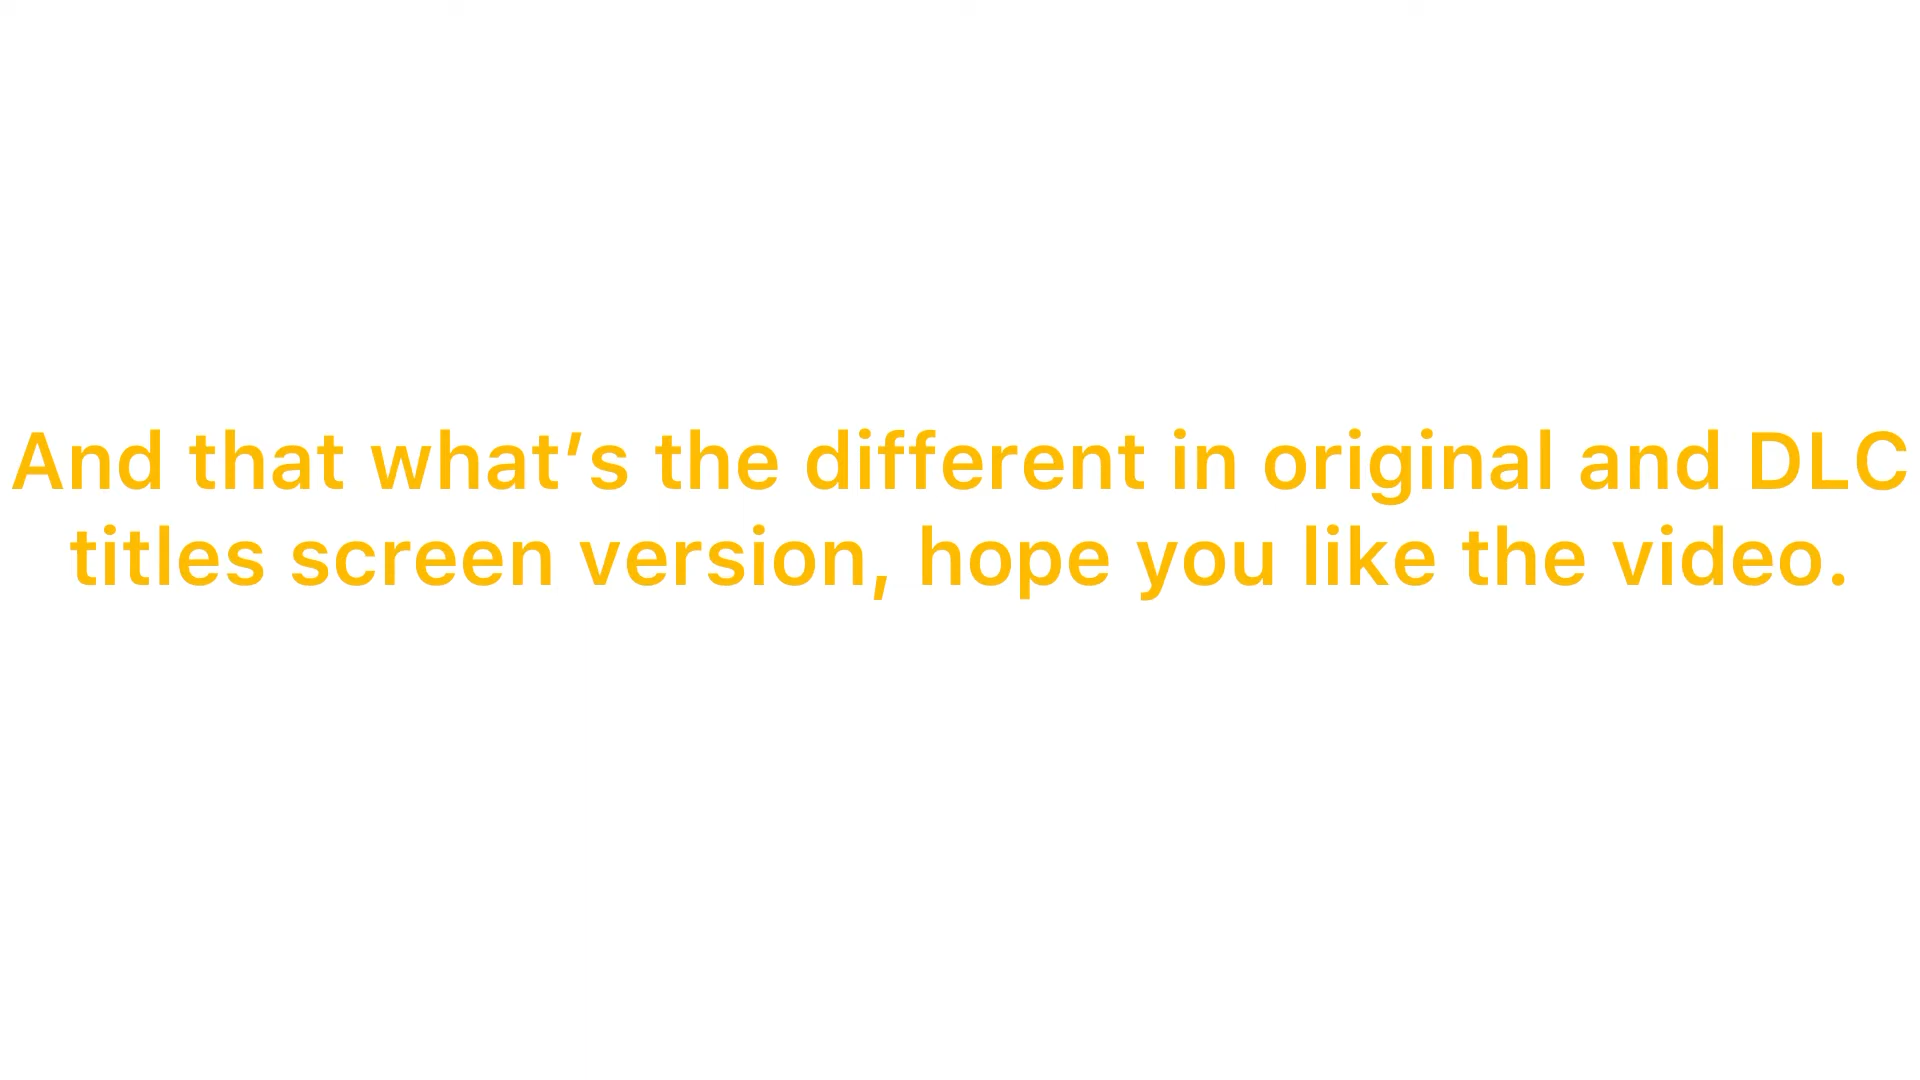 And that what’s the different in original and DLC
titles screen version, hope you like the video.